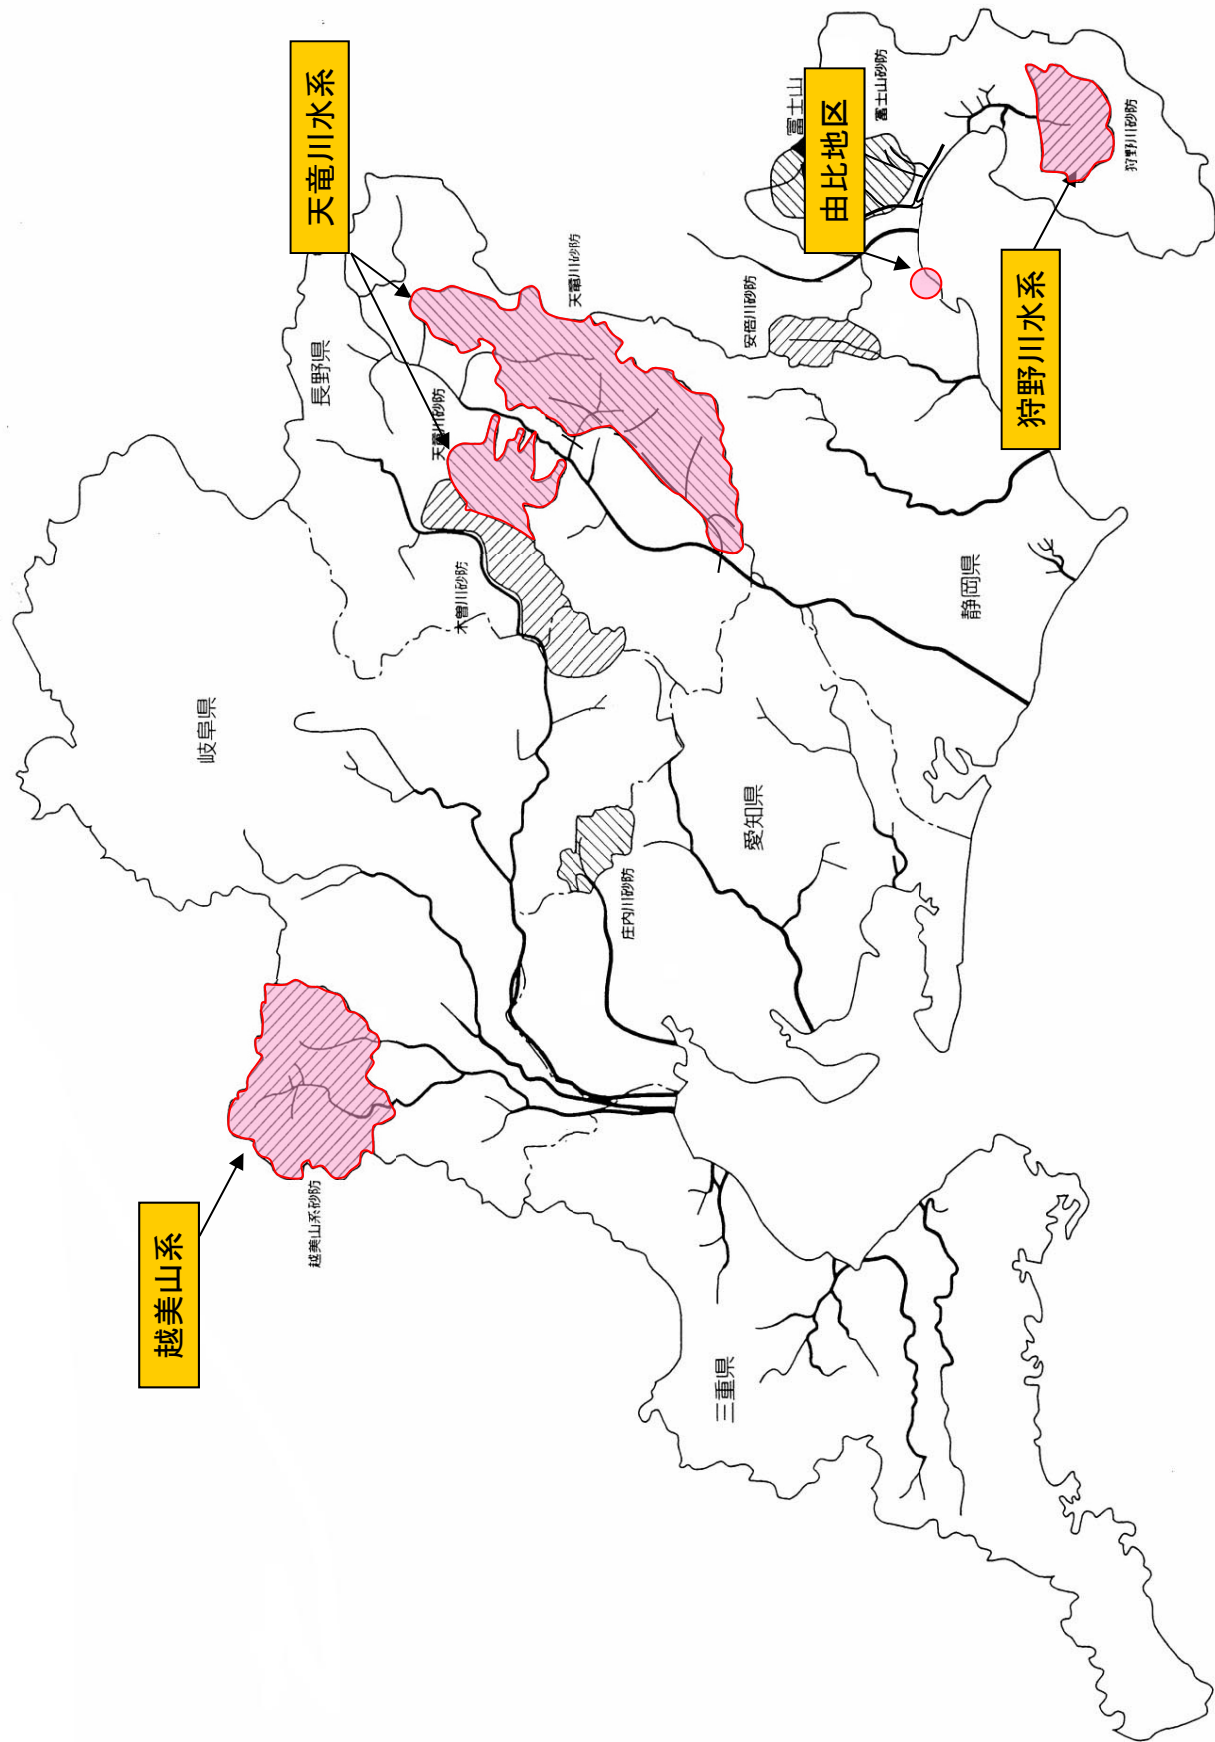 越美山系
越美山系砂防
岐阜県
三重県
庄内川砂防
愛知県
木曽川砂防
長野県
天竜川水系
天竜川砂防
天竜川砂防
静岡県
安倍川砂防
富士山
富士山砂防
由比地区
狩野川水系
狩野川砂防